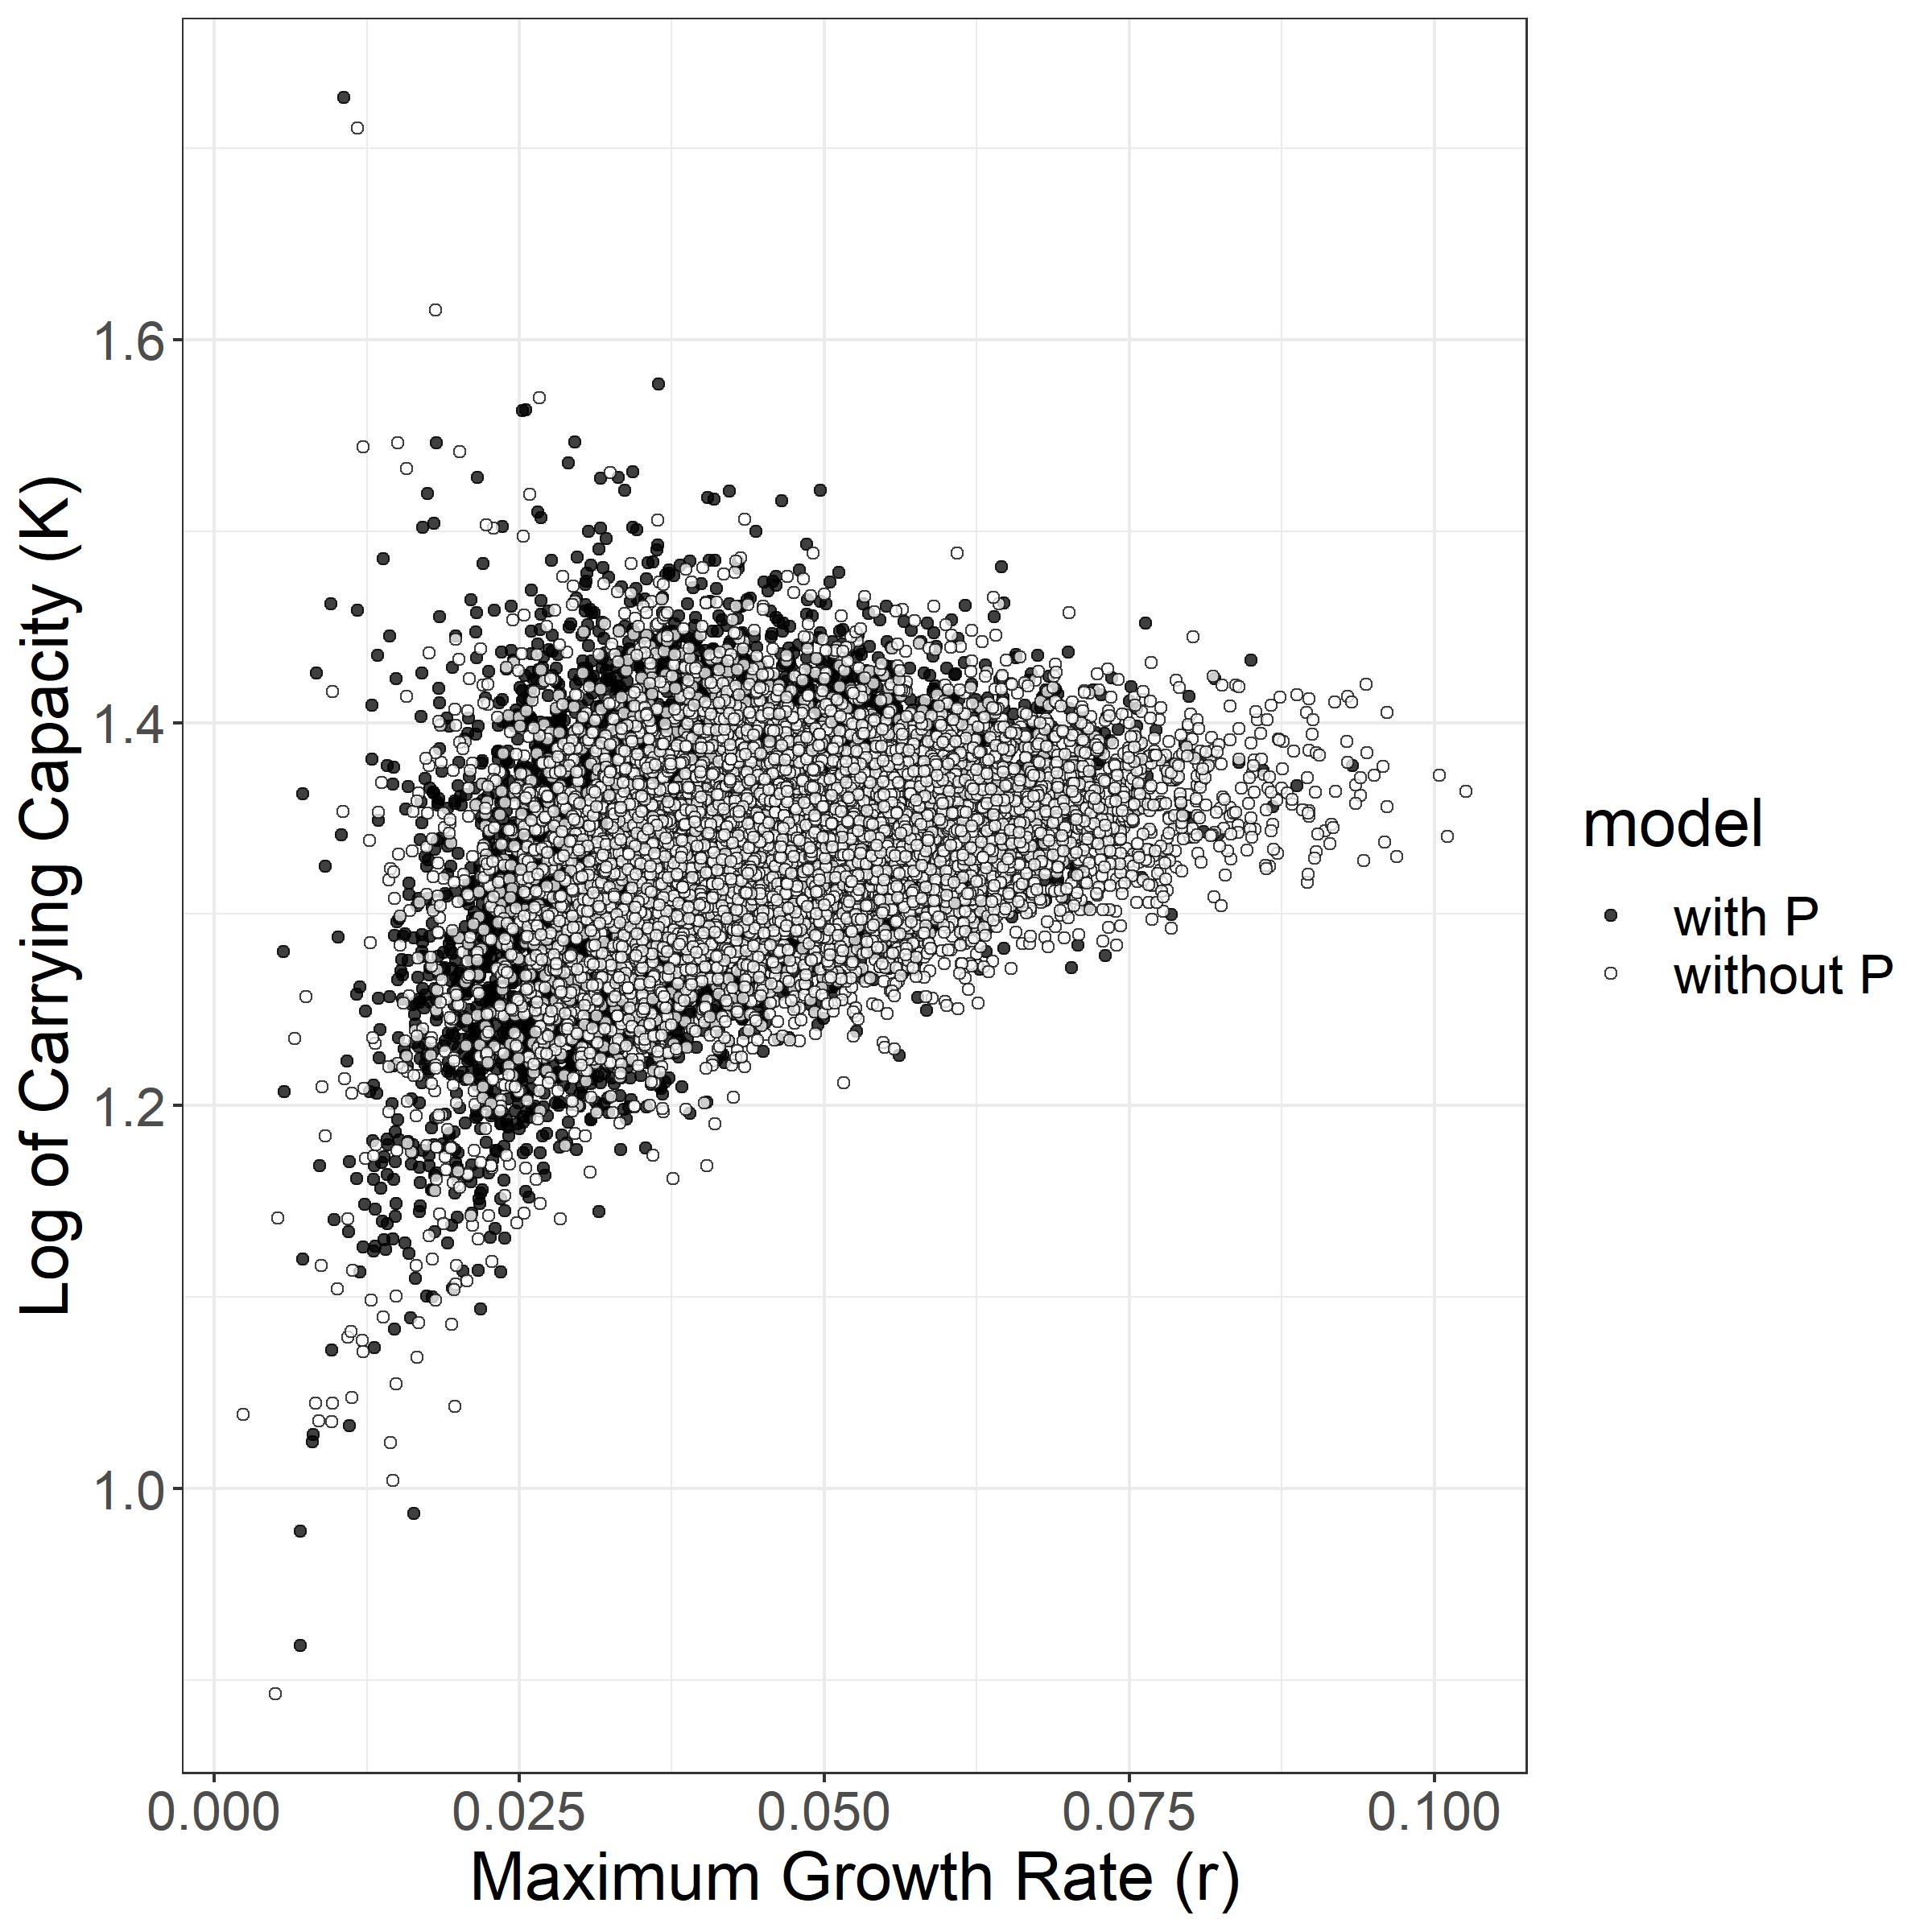 Log of Carrying Capacity (K)
1.6
1.4
1.2
1.0
0.000 0.025 0.050 0.075 0.100
Maximum Growth Rate (r)
model
with P
without P